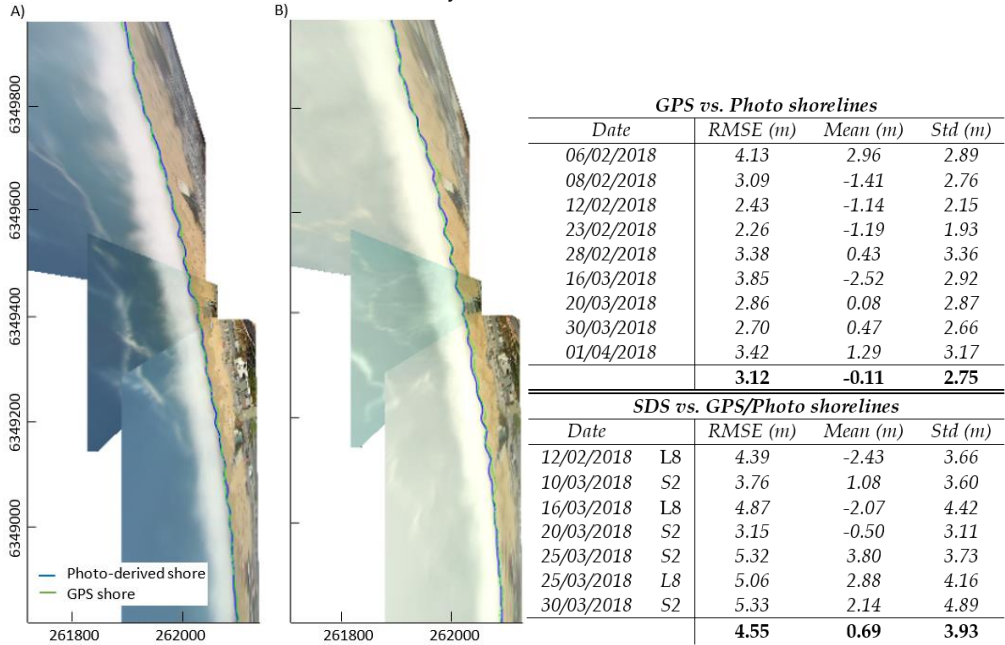 A)
B)
6349800
6349600
6349400
6349200
6349000
Photo-derived shore
GPS shore
261800
262000
261800
262000
GPS vs. Photo shorelines
Date RMSE (m) Mean (m) Std (m)
06/02/2018 4.13 2.96 2.89
08/02/2018 3.09 -1.41 2.76
12/02/2018 2.43 -1.14 2.15
23/02/2018 2.26 -1.19 1.93
28/02/2018 3.38 0.43 3.36
16/03/2018 3.85 -2.52 2.92
20/03/2018 2.86 0.08 2.87
30/03/2018 2.70 0.47 2.66
01/04/2018 3.42 1.29 3.17
3.12 -0.11 2.75
SDS vs. GPS/Photo shorelines
Date RMSE (m) Mean (m) Std (m)
12/02/2018 L8 4.39 -2.43 3.66
10/03/2018 S2 3.76 1.08 3.60
16/03/2018 L8 4.87 -2.07 4.42
20/03/2018 S2 3.15 -0.50 3.11
25/03/2018 S2 5.32 3.80 3.73
25/03/2018 L8 5.06 2.88 4.16
30/03/2018 S2 5.33 2.14 4.89
4.55 0.69 3.93